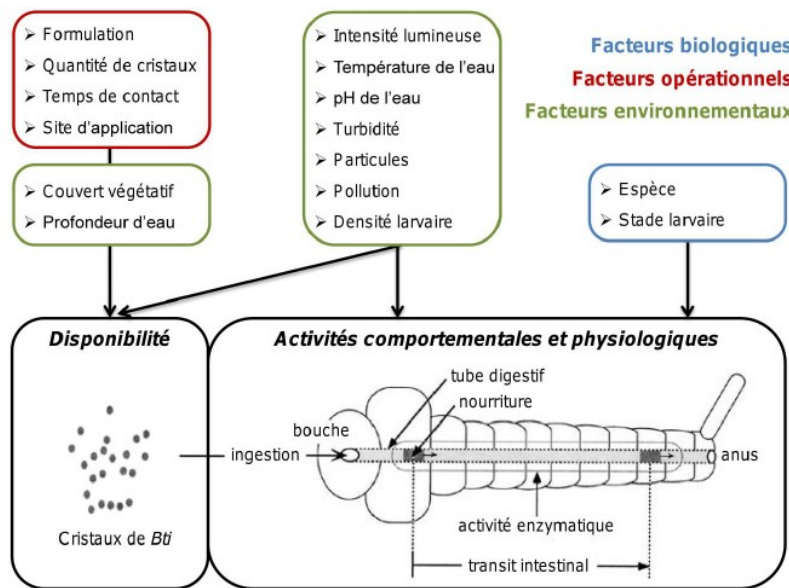 ➢ Formulation
➢ Quantité de cristaux
➢ Temps de contact
➢ Site d'application
➢ Couvert végétatif
➢ Profondeur d'eau
➢ Intensité lumineuse
➢ Température de l'eau
➢ pH de l'eau
➢ Turbidité
➢ Particules
➢ Pollution
➢ Densité larvaire
Facteurs biologiques
Facteurs opérationnels
Facteurs environnementaux
➢ Espèce
➢ Stade larvaire
Disponibilité
Cristaux de Bti
Activités comportementales et physiologiques
tube digestif
nourriture
bouche
ingestion
anus
activité enzymatique
transit intestinal